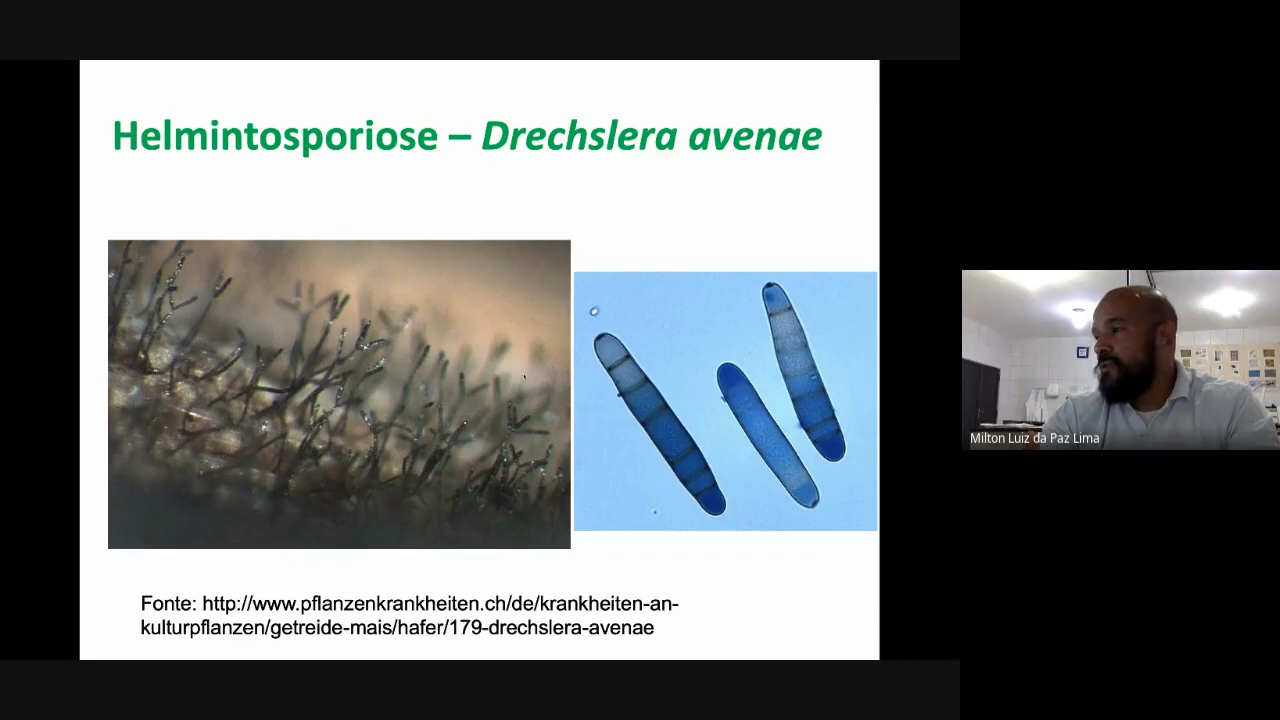 Helmintosporiose – Drechslera avenae
Fonte: http://www.pflanzenkrankheiten.ch/de/krankheiten-an-
kulturpflanzen/getreide-mais/hafer/179-drechslera-avenae
Milton Luiz da Paz Lima